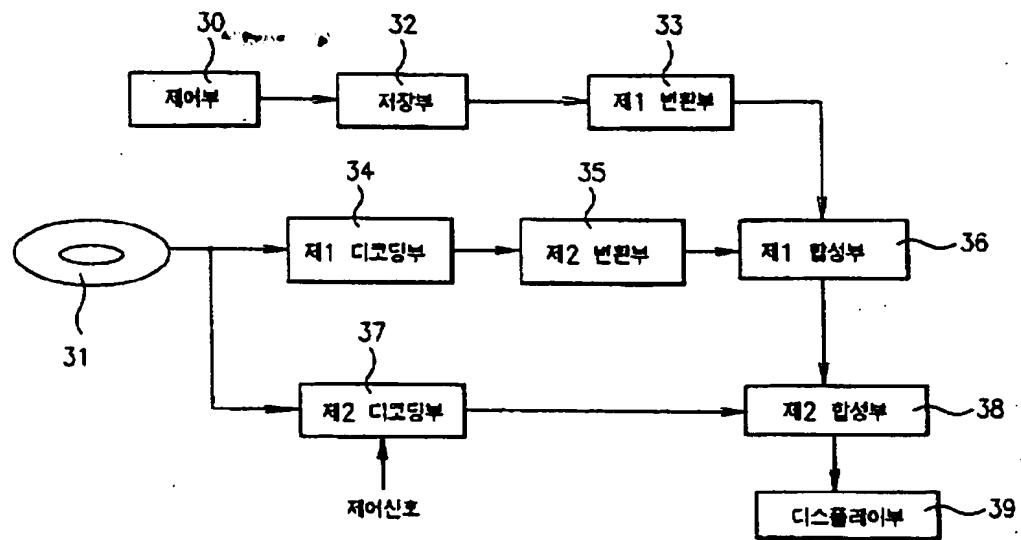 30
32
33
제어부
저장부
제1 변환부
34
35
제1 디코딩부
제2 변환부
제1 합성부
36
31
37
제2 디코딩부
제2 합성부
38
제어신호
디스플레이부
39